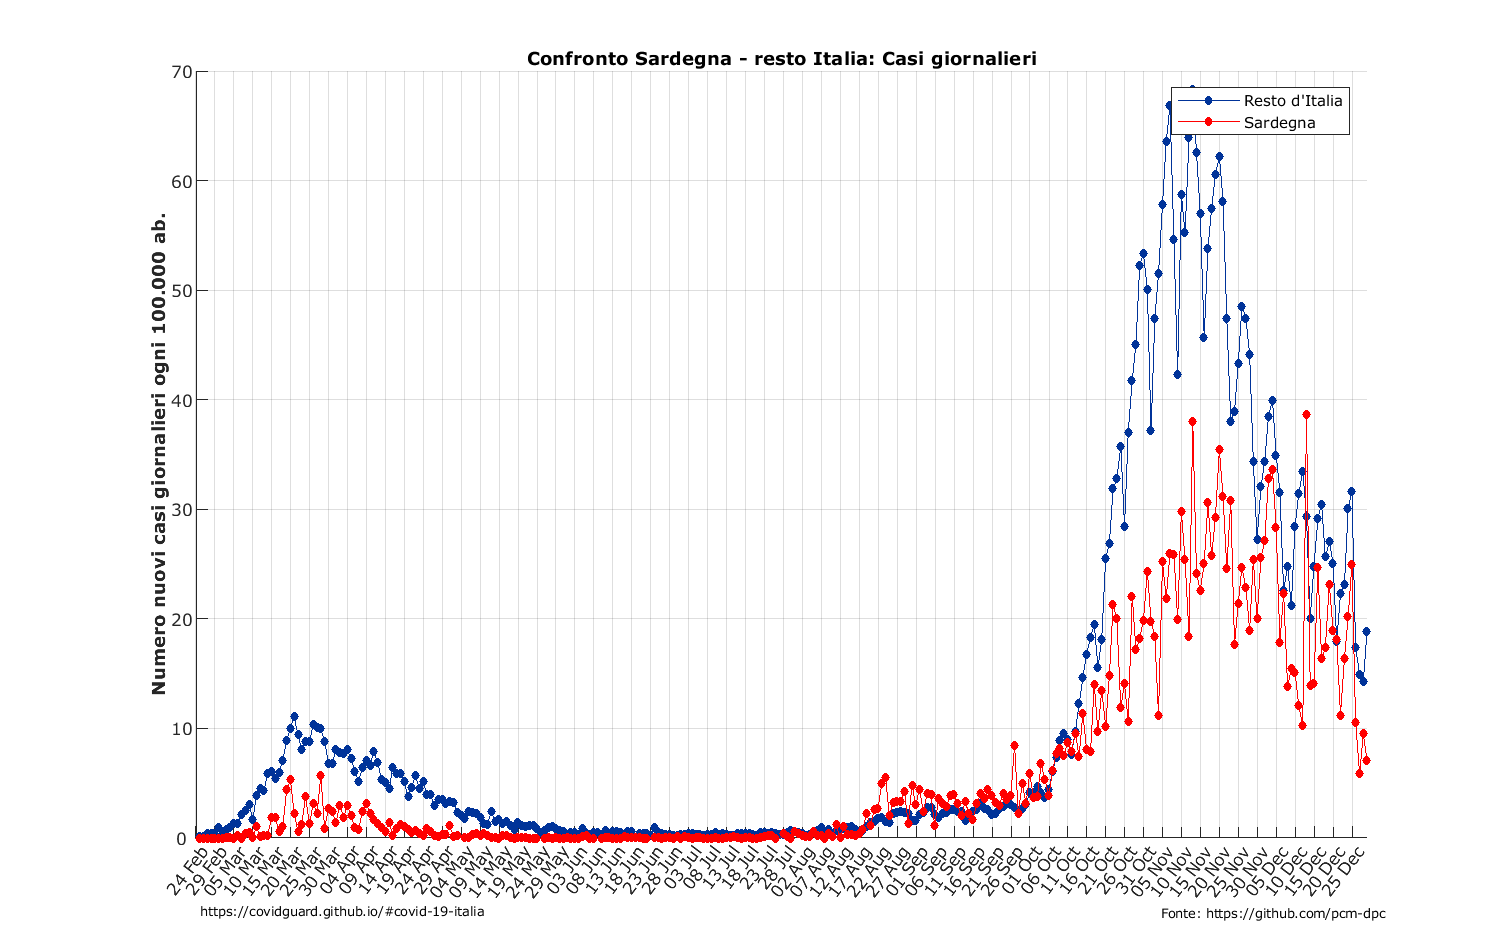 Confronto Sardegna - resto Italia: Casi giornalieri
Resto d'Italia
Sardegna
Numero nuovi casi giornalieri ogni 100.000 ab.
70
60
50
40
30
20
10
0
24 Feb
29 Feb
05 Mar
10 Mar
15 Mar
20 Mar
25 Mar
30 Mar
04 Apr
09 Apr
14 Apr
19 Apr
24 Apr
29 Apr
04 May
09 May
14 May
19 May
24 May
29 May
03 Jun
08 Jun
13 Jun
18 Jun
23 Jun
28 Jun
03 Jul
08 Jul
13 Jul
18 Jul
23 Jul
28 Jul
02 Aug
07 Aug
12 Aug
17 Aug
22 Aug
27 Aug
01 Sep
06 Sep
11 Sep
16 Sep
21 Sep
26 Sep
01 Oct
06 Oct
11 Oct
16 Oct
21 Oct
26 Oct
31 Oct
05 Nov
10 Nov
15 Nov
20 Nov
25 Nov
30 Nov
05 Dec
10 Dec
15 Dec
20 Dec
25 Dec
https://covidguard.github.io/#covid-19-italia
Fonte: https://github.com/pcm-dpc